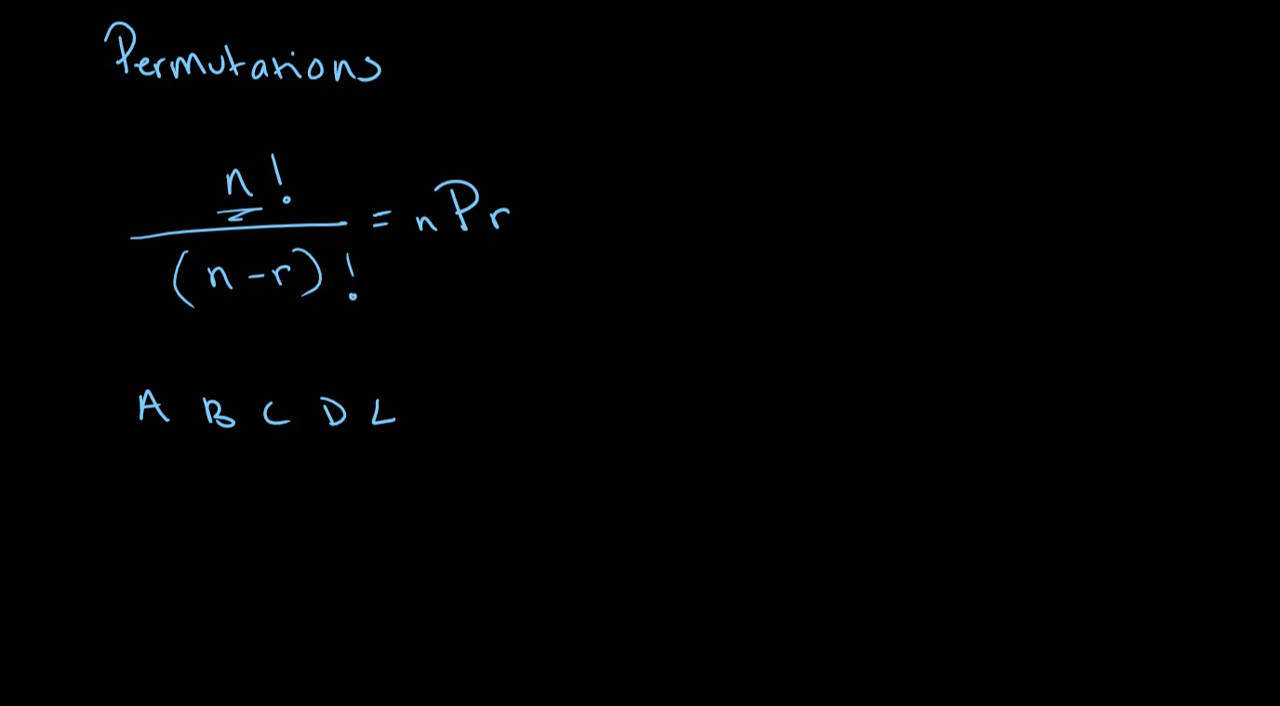 Permutations
n!
= nPr
(n-r)!
A B C D L